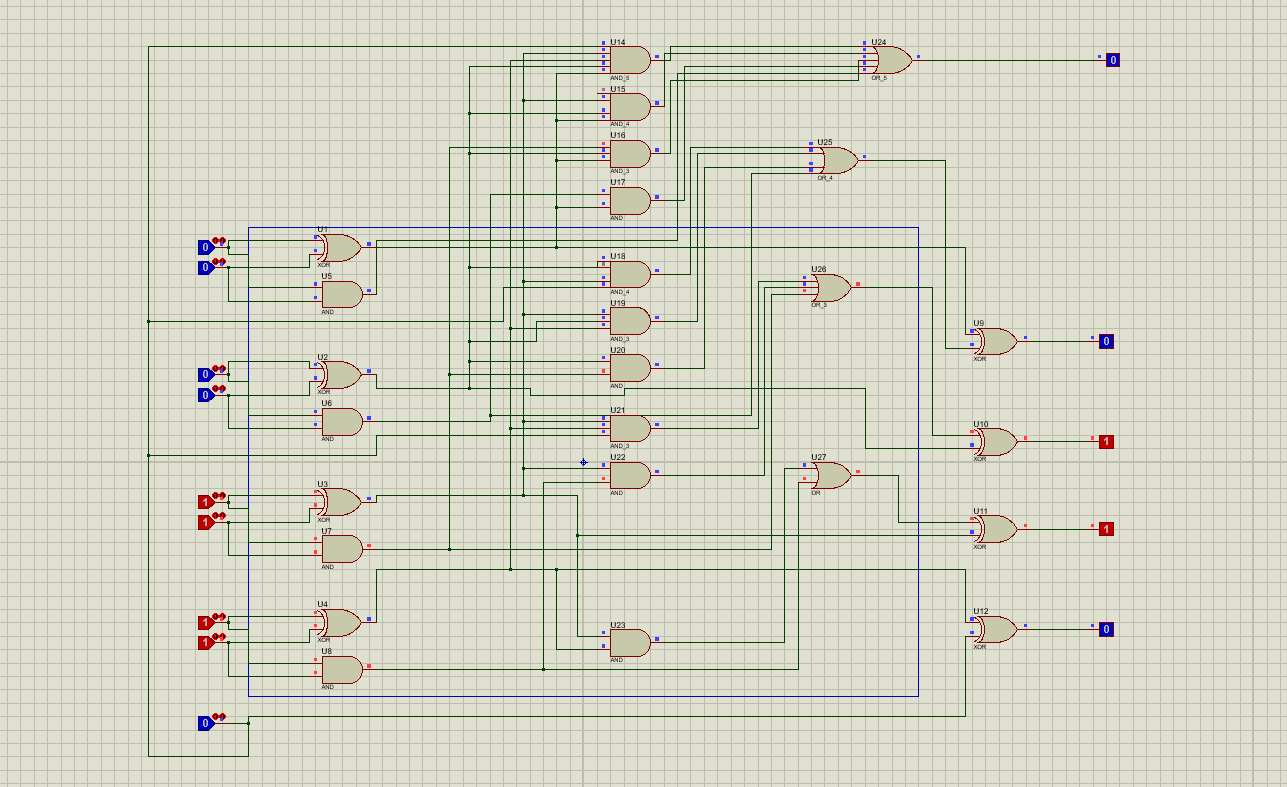 U14
AND_5
U24
OR_5
0
U15
AND_4
U16
AND_3
U25
OR_4
U17
AND
U1
0
0
XOR
U5
AND
U18
AND_4
U26
OR_3
U19
AND_3
U9
0
XOR
U2
0
0
XOR
U20
AND
U6
AND
U21
AND_3
U10
1
XOR
U22
AND
U27
OR
U3
1
1
XOR
U11
1
XOR
U7
AND
U4
1
1
XOR
U12
0
XOR
U23
AND
U8
AND
0